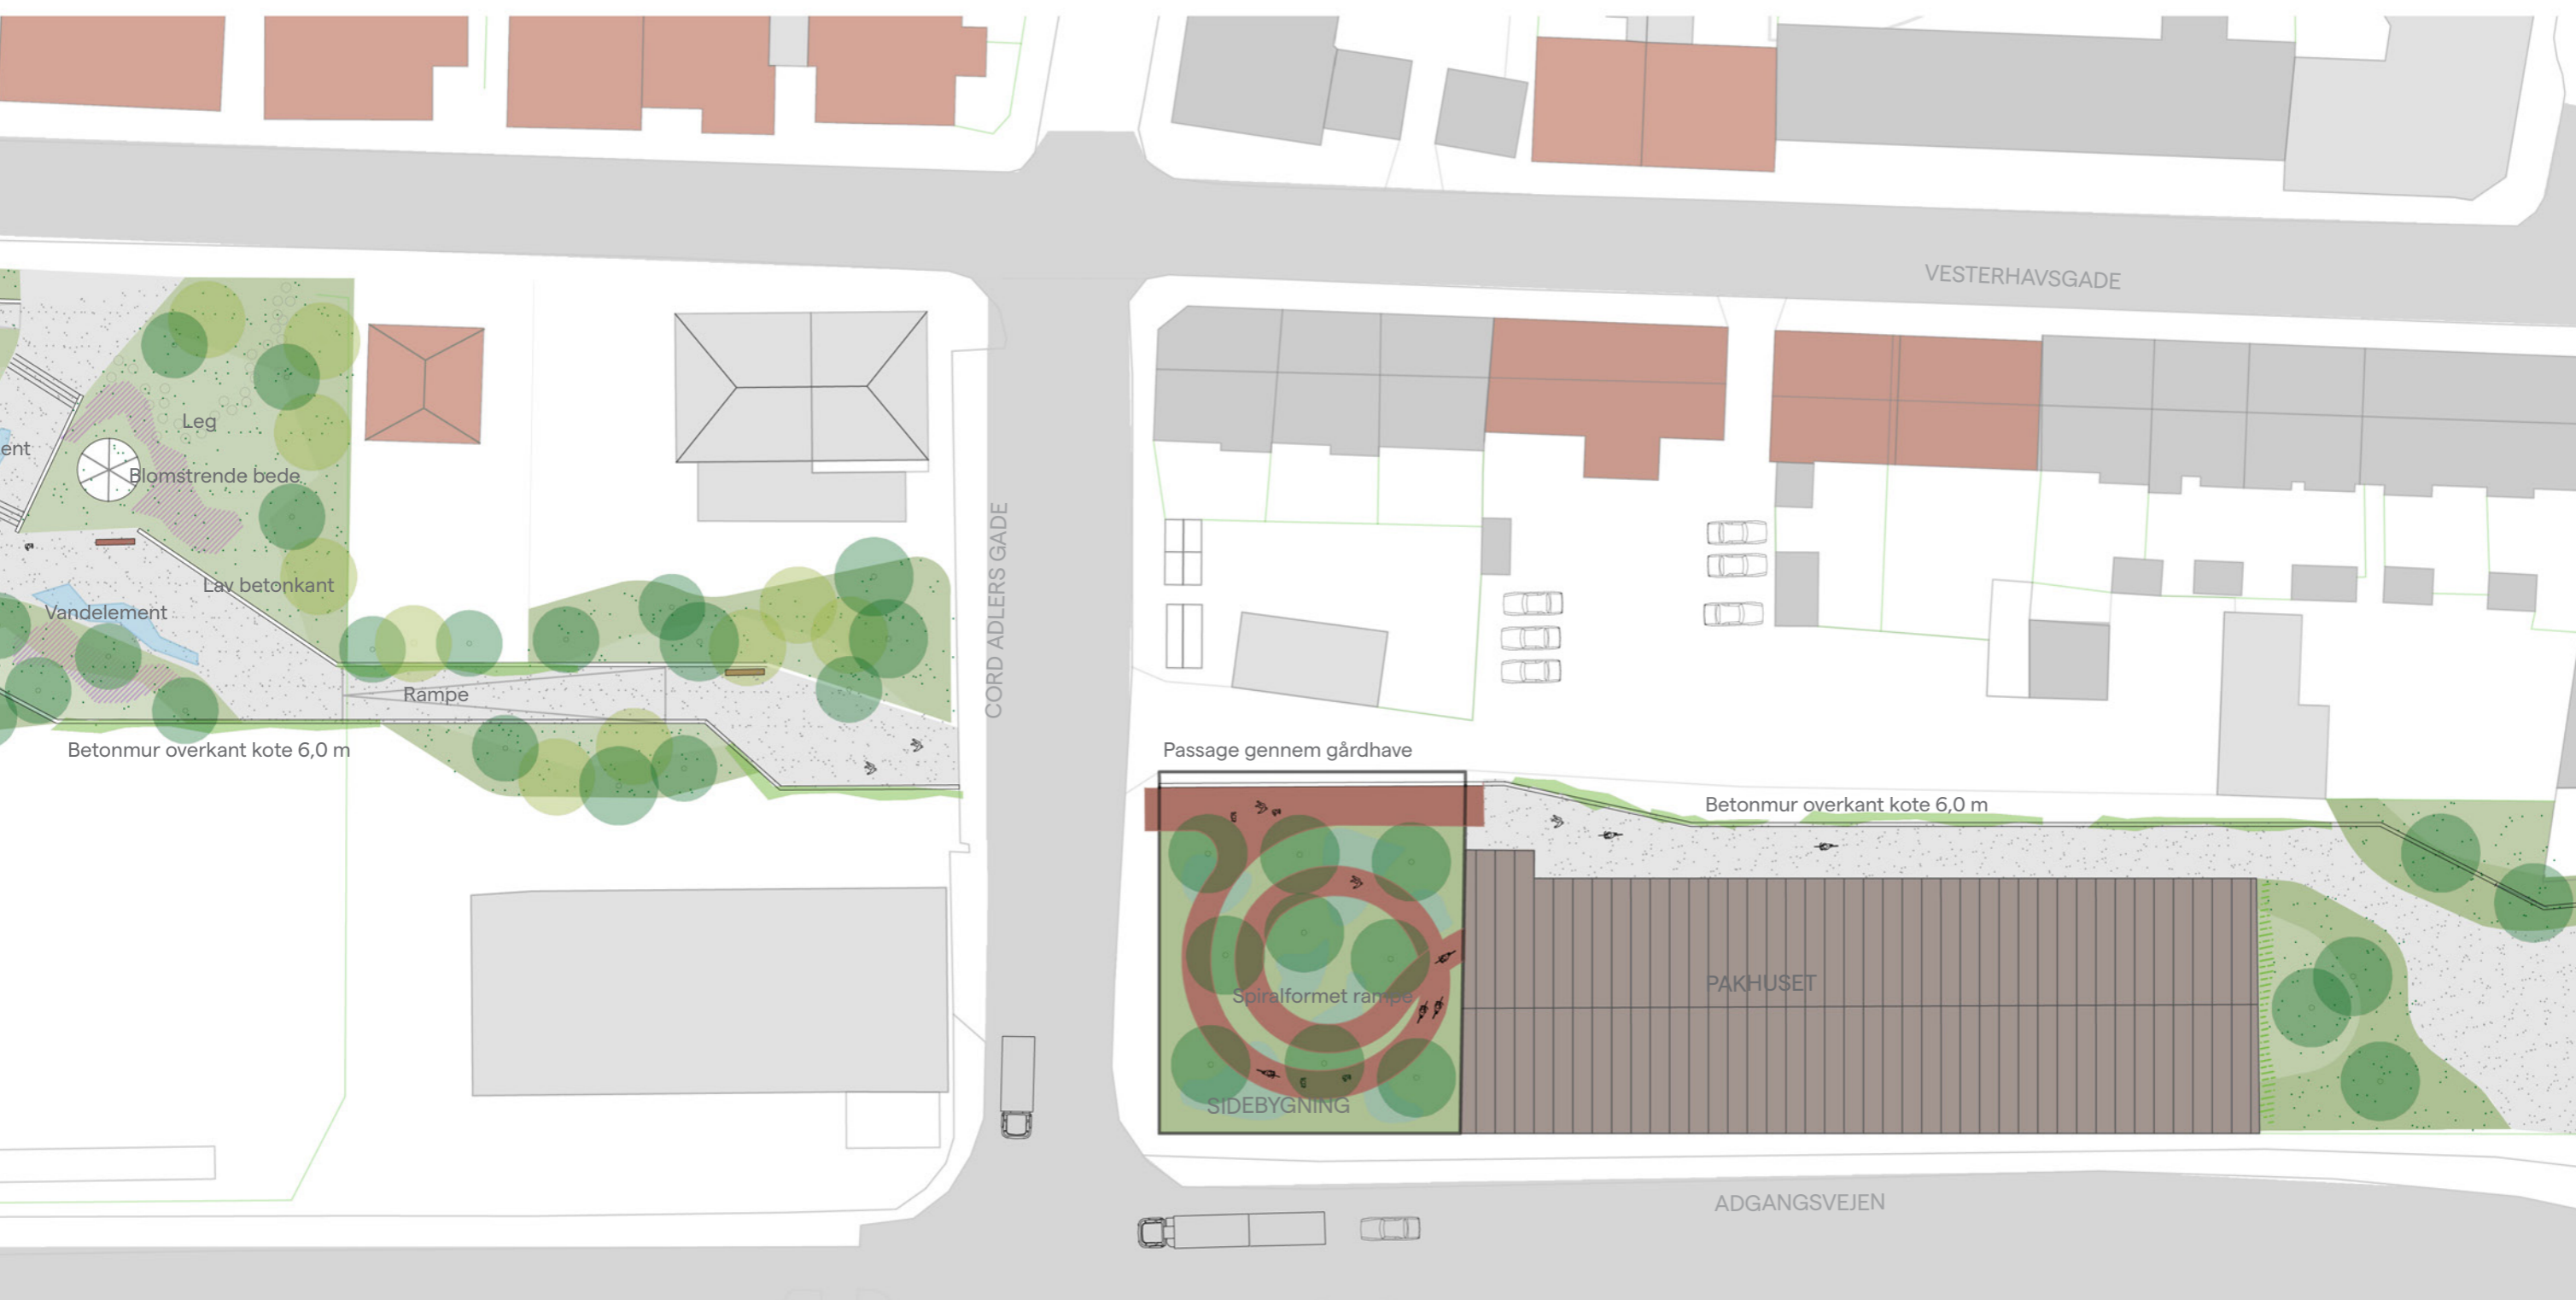 VESTERHAVSGADE
Leg
ent
Blomstrende bede
CORD ADLERS GADE
Lav betonkant
Vandelement
Rampe
Betonmur overkant kote 6,0 m
Passage gennem gårdhave
Betonmur overkant kote 6,0 m
PAKHUSET
Spiralformet rampe
SIDEBYGNING
ADGANGSVEJEN